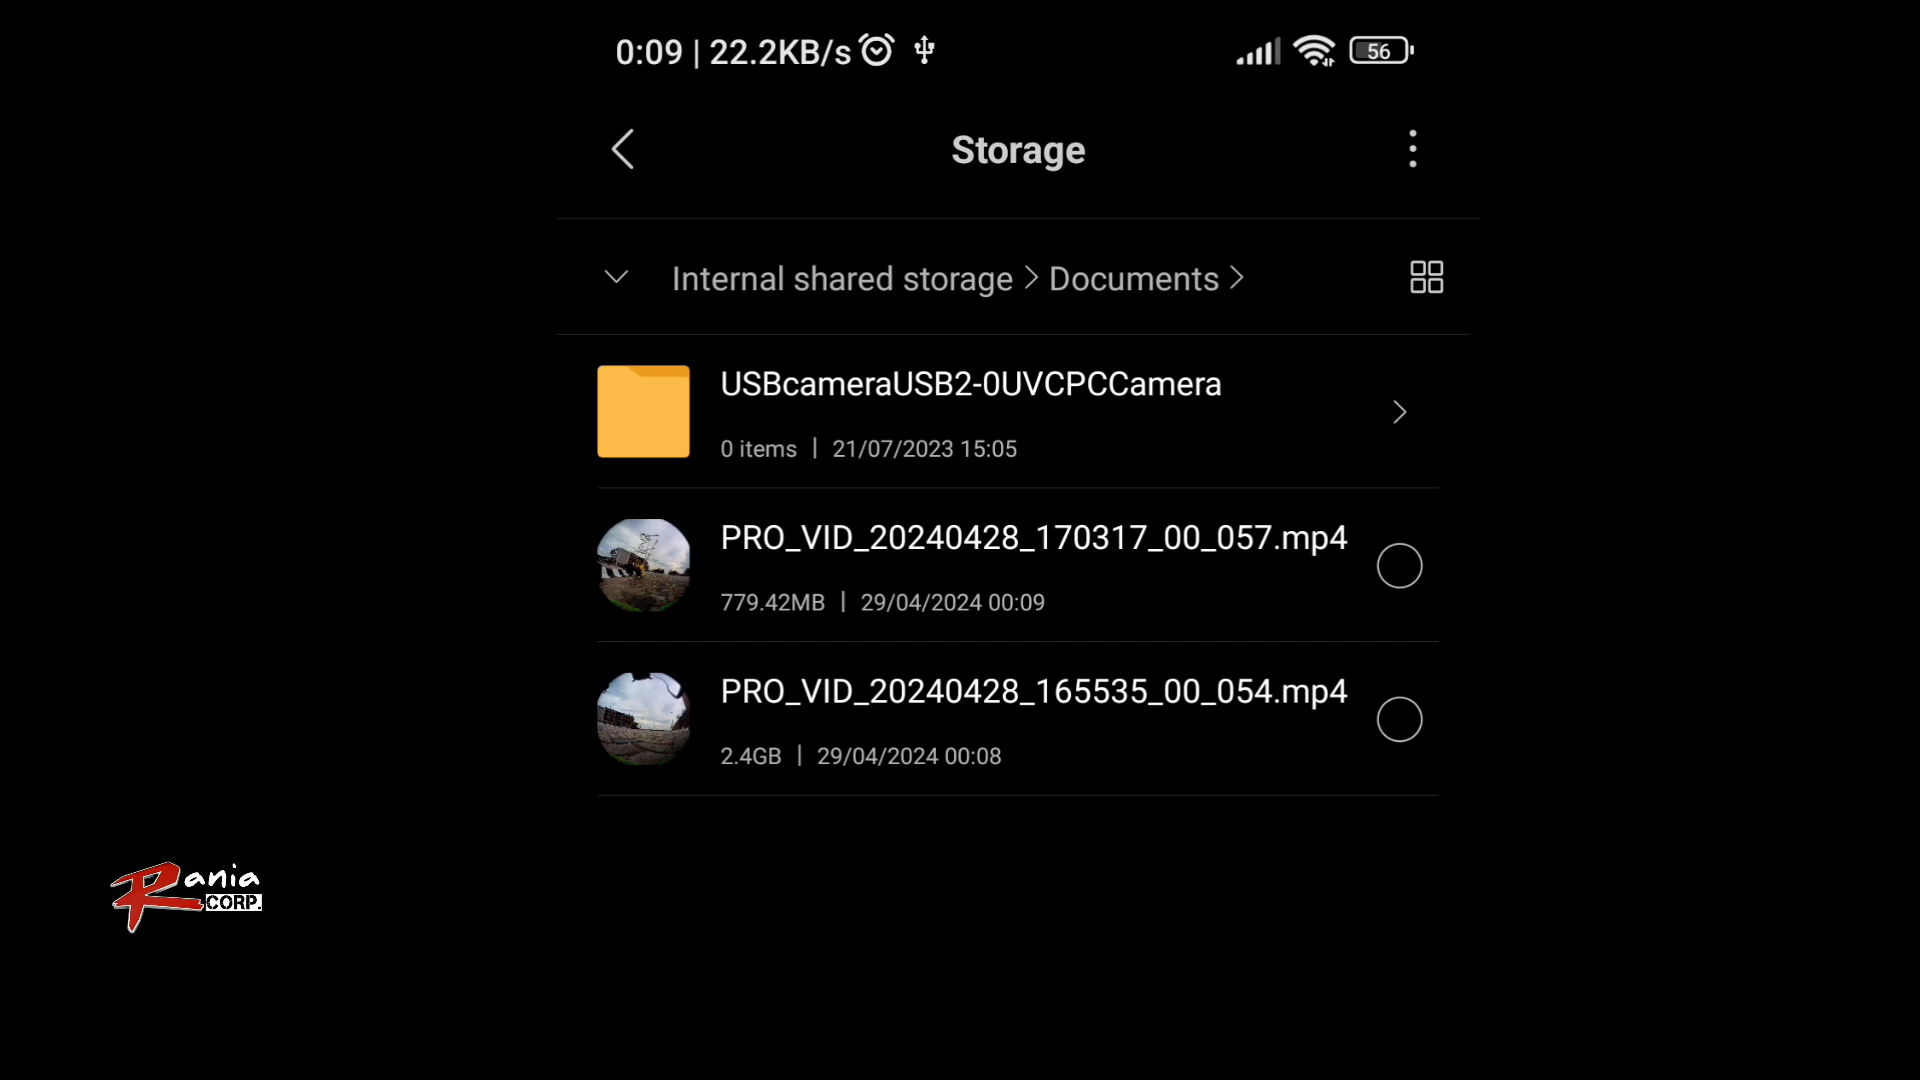 0:09 | 22.2KB/s 56
Storage
Internal shared storage > Documents >
USBcameraUSB2-0UVCPCCamera
0 items | 21/07/2023 15:05
PRO_VID_20240428_170317_00_057.mp4
779.42MB | 29/04/2024 00:09
PRO_VID_20240428_165535_00_054.mp4
2.4GB | 29/04/2024 00:08
Rania
CORP.